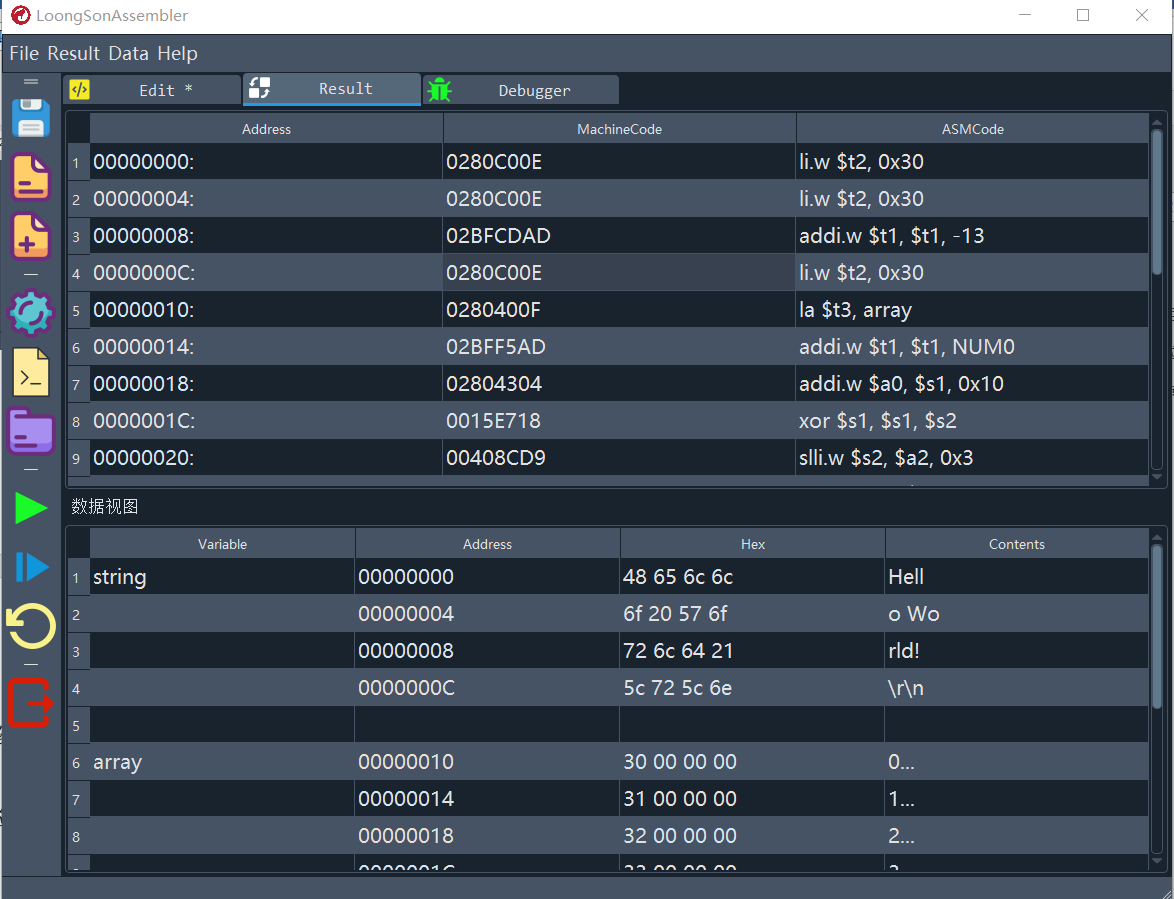 LoongSonAssembler
File Result Data Help
Edit * Result Debugger
Address MachineCode ASMCode
1 00000000: 0280C00E li.w $t2, 0x30
2 00000004: 0280C00E li.w $t2, 0x30
3 00000008: 02BFCDAD addi.w $t1, $t1, -13
4 0000000C: 0280C00E li.w $t2, 0x30
5 00000010: 0280400F la $t3, array
6 00000014: 02BFF5AD addi.w $t1, $t1, NUM0
7 00000018: 02804304 addi.w $a0, $s1, 0x10
8 0000001C: 0015E718 xor $s1, $s1, $s2
9 00000020: 00408CD9 slli.w $s2, $a2, 0x3
数据视图
Variable Address Hex Contents
1 string 00000000 48 65 6c 6c Hell
2 00000004 6f 20 57 6f o Wo
3 00000008 72 6c 64 21 rld!
4 0000000C 5c 72 5c 6e \r\n
5
6 array 00000010 30 00 00 00 0...
7 00000014 31 00 00 00 1...
8 00000018 32 00 00 00 2...